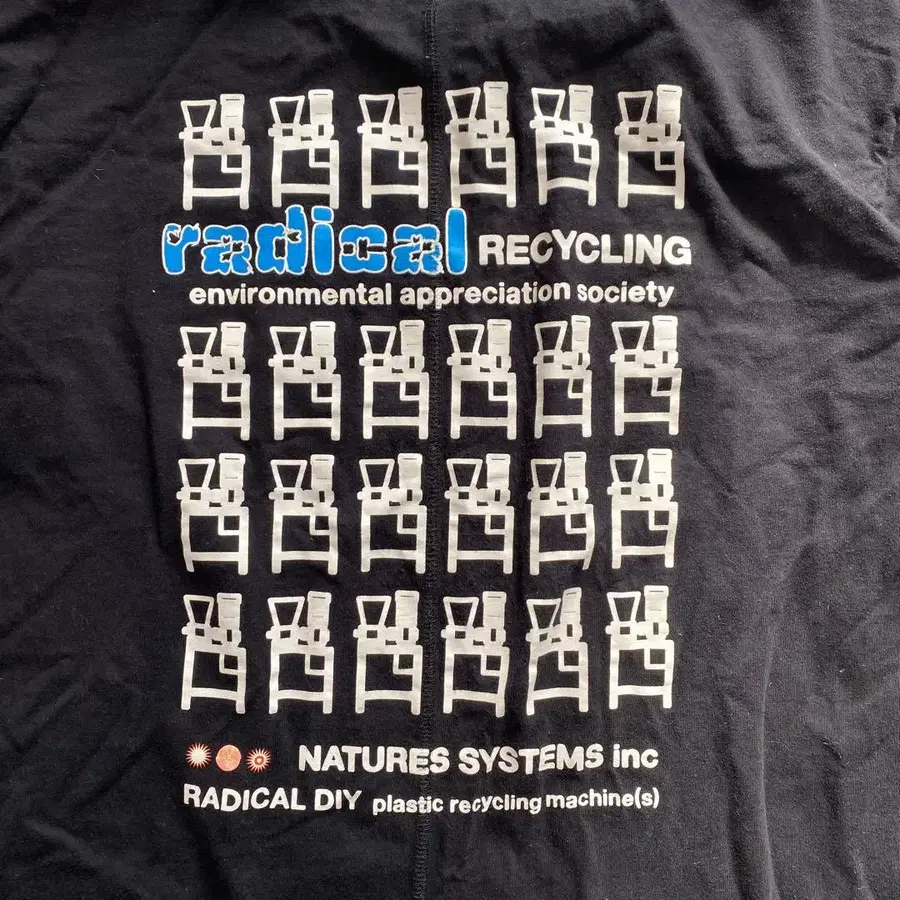 radical RECYCLING
environmental appreciation society
NATURES SYSTEMS inc
RADICAL DIY plastic recycling machine(s)